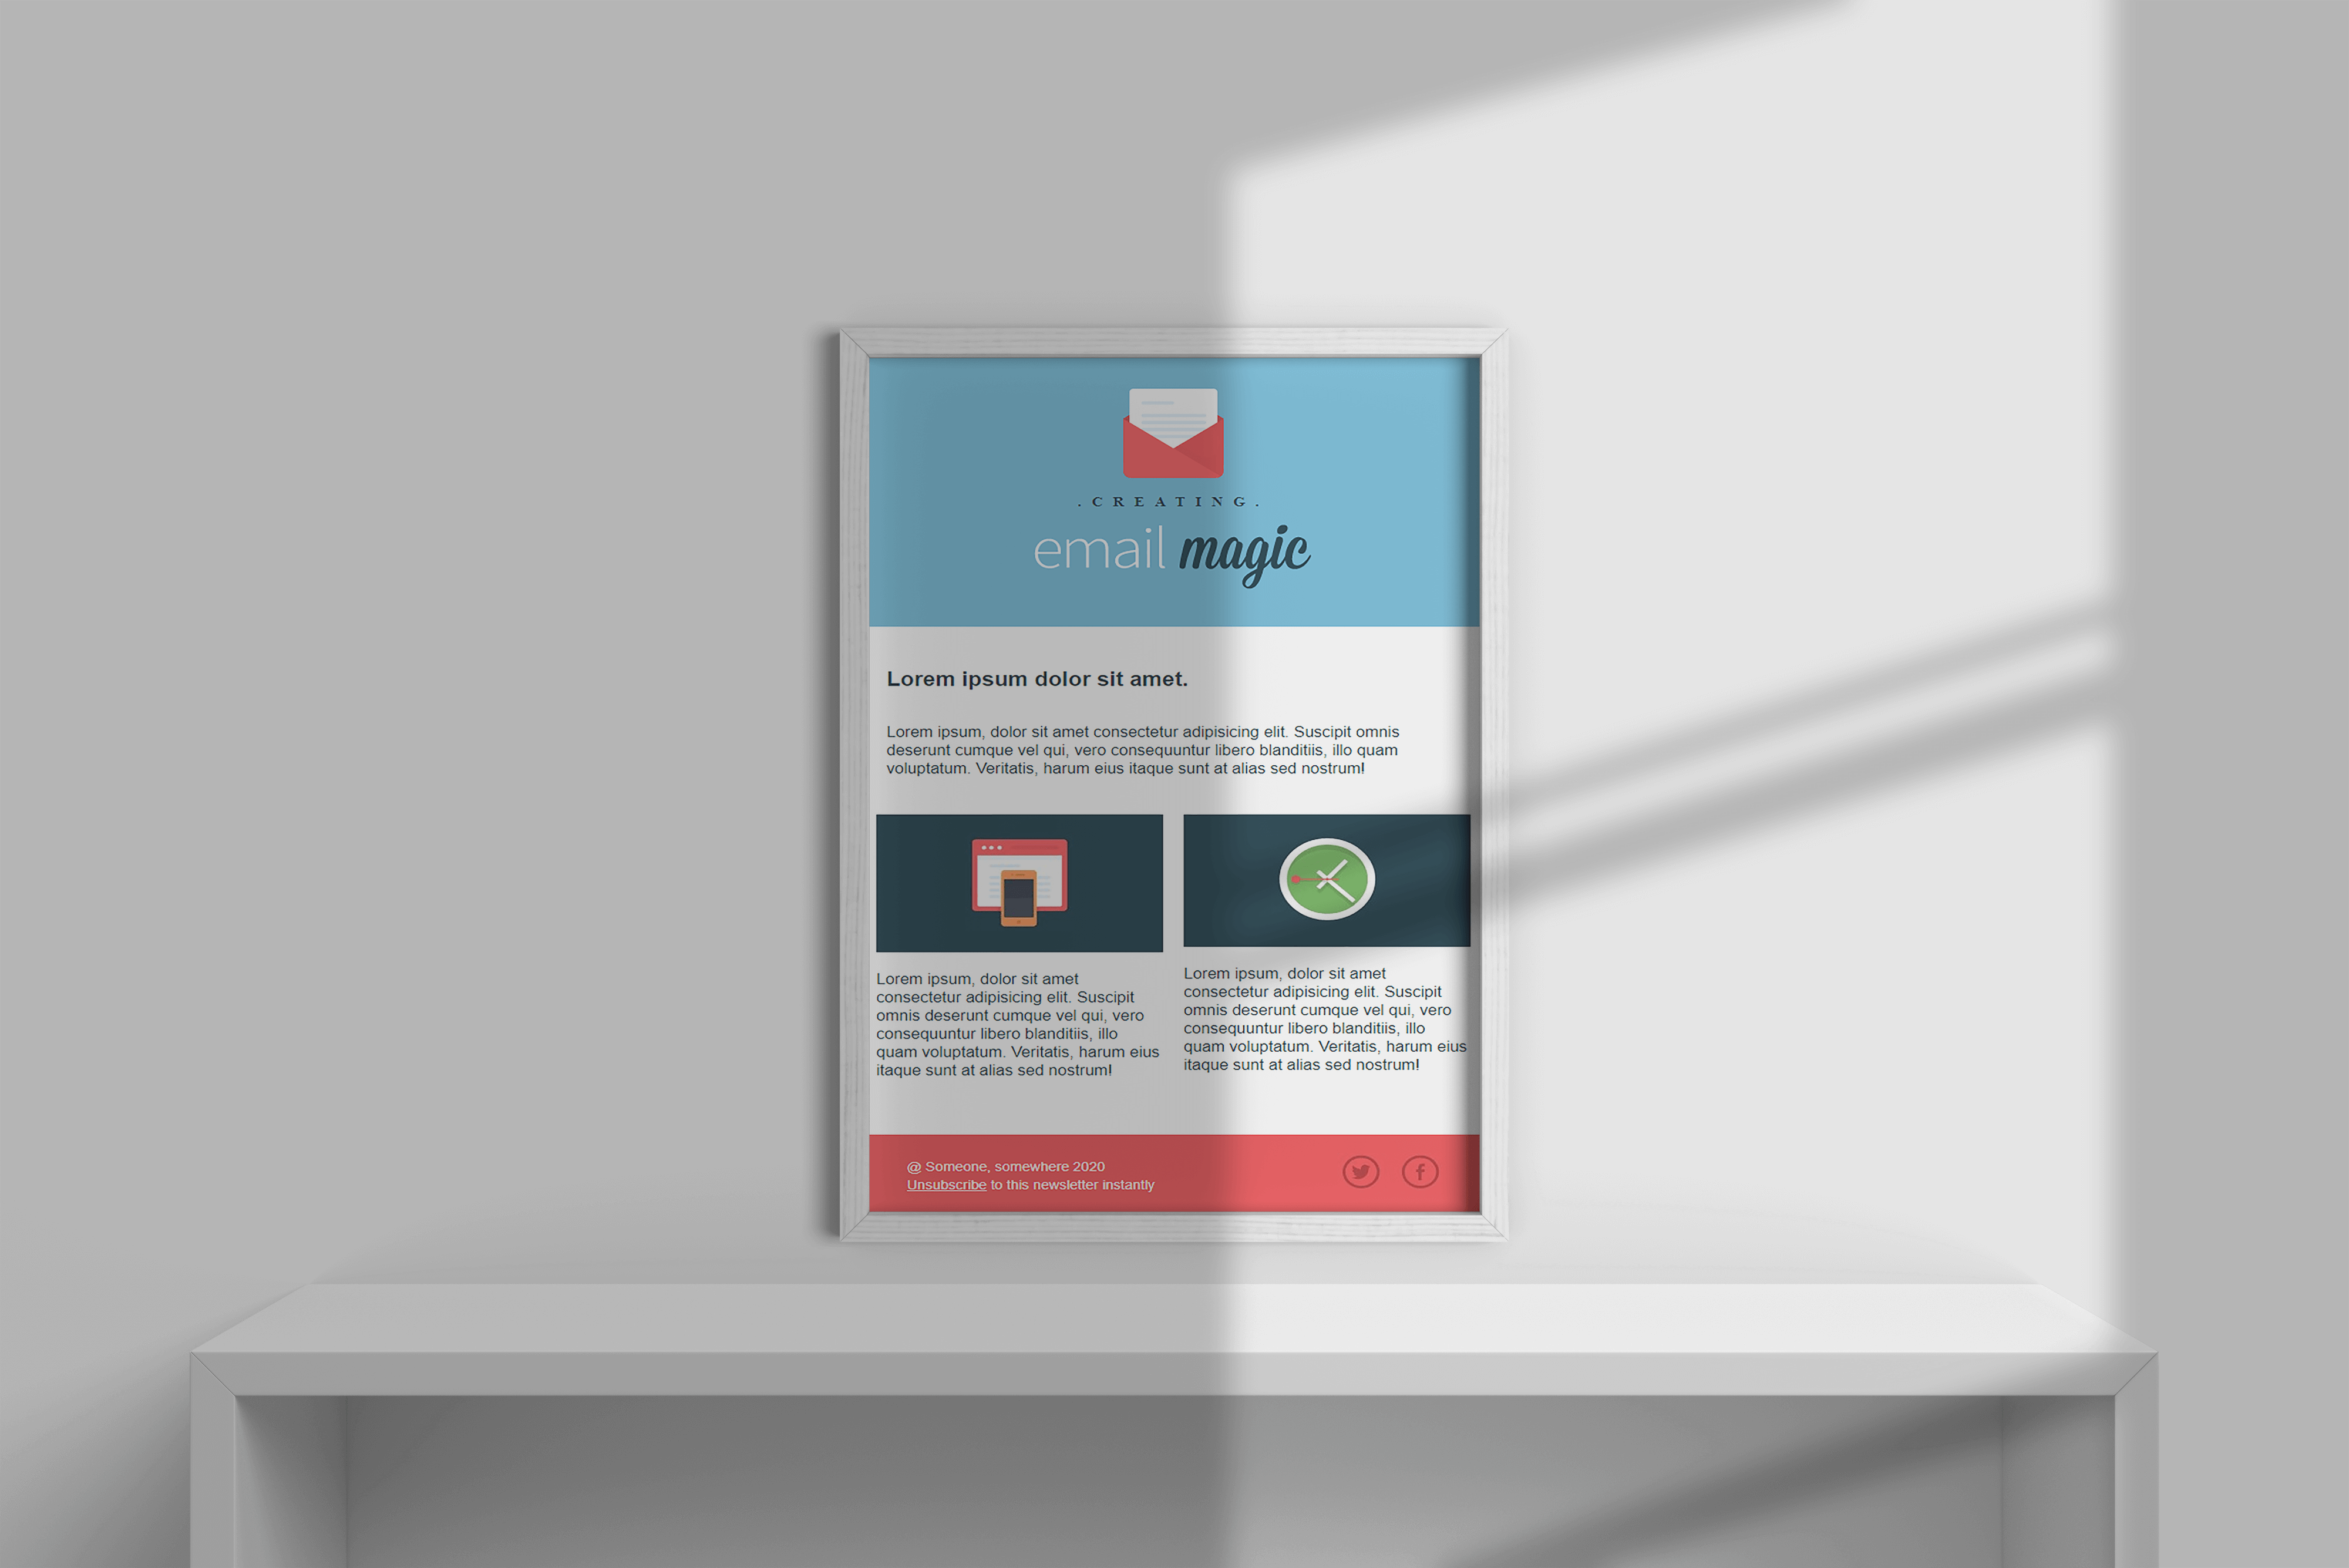 . C R E A T I N G .
email magic
Lorem ipsum dolor sit amet.
Lorem ipsum, dolor sit amet consectetur adipisicing elit. Suscipit omnis
deserunt cumque vel qui, vero consequuntur libero blanditiis, illo quam
voluptatum. Veritatis, harum eius itaque sunt at alias sed nostrum!
Lorem ipsum, dolor sit amet
consectetur adipisicing elit. Suscipit
omnis deserunt cumque vel qui, vero
consequuntur libero blanditiis, illo
quam voluptatum. Veritatis, harum eius
itaque sunt at alias sed nostrum!
Lorem ipsum, dolor sit amet
consectetur adipisicing elit. Suscipit
omnis deserunt cumque vel qui, vero
consequuntur libero blanditiis, illo
quam voluptatum. Veritatis, harum eius
itaque sunt at alias sed nostrum!
@ Someone, somewhere 2020
Unsubscribe to this newsletter instantly